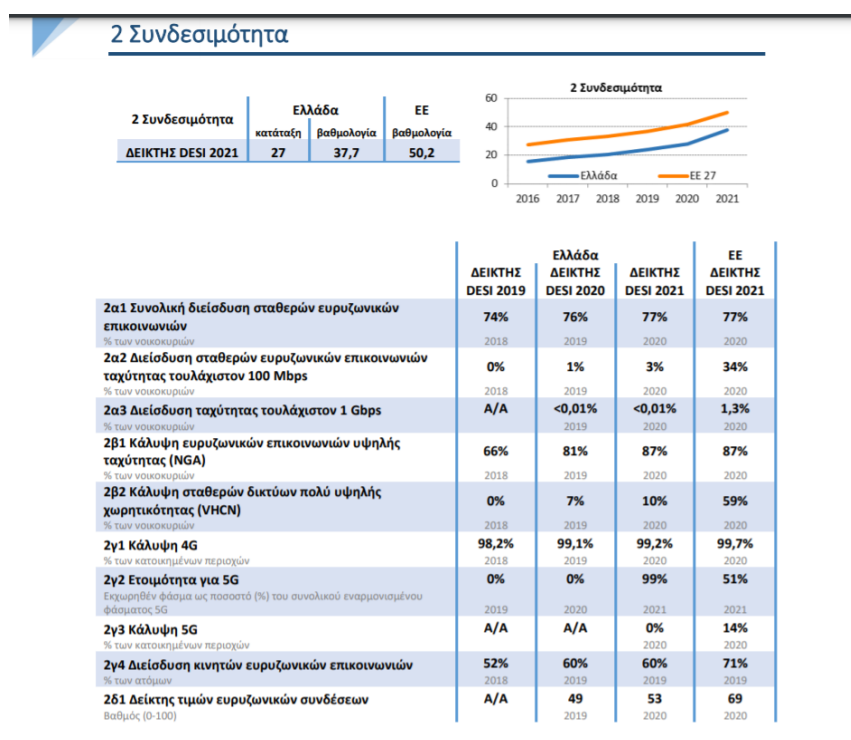 2 Συνδεσιμότητα
2 Συνδεσιμότητα Ελλάδα ΕΕ
κατάταξη βαθμολογία βαθμολογία
ΔΕΙΚΤΗΣ DESI 2021 27 37,7 50,2
2 Συνδεσιμότητα
60
40
20
0
Ελλάδα ΕΕ 27
2016 2017 2018 2019 2020 2021
Ελλάδα ΕΕ
ΔΕΙΚΤΗΣ ΔΕΙΚΤΗΣ ΔΕΙΚΤΗΣ ΔΕΙΚΤΗΣ
DESI 2019 DESI 2020 DESI 2021 DESI 2021
2α1 Συνολική διείσδυση σταθερών ευρυζωνικών
επικοινωνιών 74% 76% 77% 77%
% των νοικοκυριών 2018 2019 2020 2020
2α2 Διείσδυση σταθερών ευρυζωνικών επικοινωνιών
ταχύτητας τουλάχιστον 100 Mbps 0% 1% 3% 34%
% των νοικοκυριών 2018 2019 2020 2020
2α3 Διείσδυση ταχύτητας τουλάχιστον 1 Gbps Α/Α <0,01% <0,01% 1,3%
% των νοικοκυριών 2019 2020 2020
2β1 Κάλυψη ευρυζωνικών επικοινωνιών υψηλής
ταχύτητας (NGA) 66% 81% 87% 87%
% των νοικοκυριών 2018 2019 2020 2020
2β2 Κάλυψη σταθερών δικτύων πολύ υψηλής
χωρητικότητας (VHCN) 0% 7% 10% 59%
% των νοικοκυριών 2018 2019 2020 2020
2γ1 Κάλυψη 4G 98,2% 99,1% 99,2% 99,7%
% των κατοικημένων περιοχών 2018 2019 2020 2020
2γ2 Ετοιμότητα για 5G 0% 0% 99% 51%
Εκχωρηθέν φάσμα ως ποσοστό (%) του συνολικού εναρμονισμένου
φάσματος 5G 2019 2020 2021 2021
2γ3 Κάλυψη 5G Α/Α Α/Α 0% 14%
% των κατοικημένων περιοχών 2020 2020
2γ4 Διείσδυση κινητών ευρυζωνικών επικοινωνιών 52% 60% 60% 71%
% των ατόμων 2018 2019 2019 2019
2δ1 Δείκτης τιμών ευρυζωνικών συνδέσεων Α/Α 49 53 69
Βαθμός (0-100) 2019 2020 2020